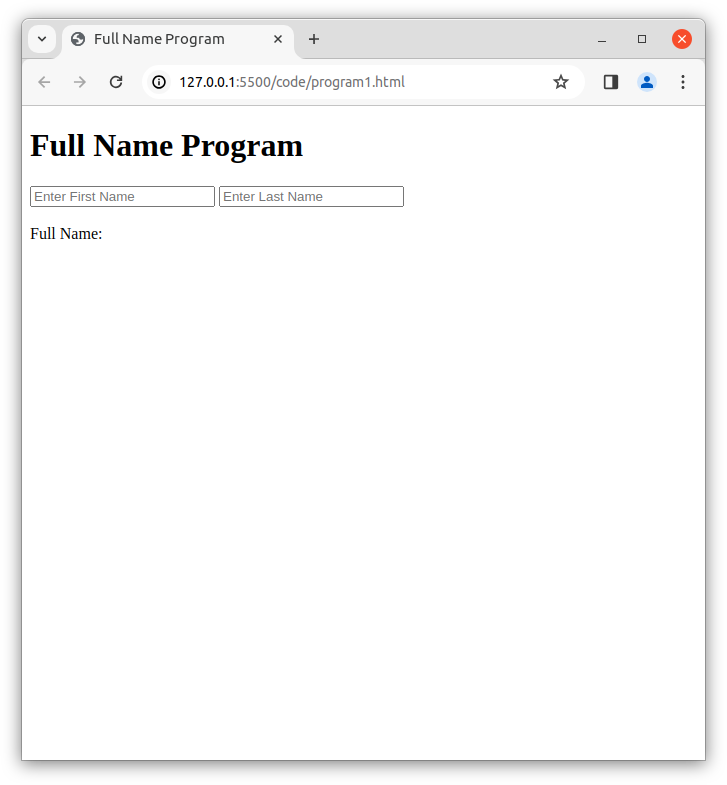 Full Name Program
127.0.0.1:5500/code/program1.html
Full Name Program
Enter First Name Enter Last Name
Full Name: